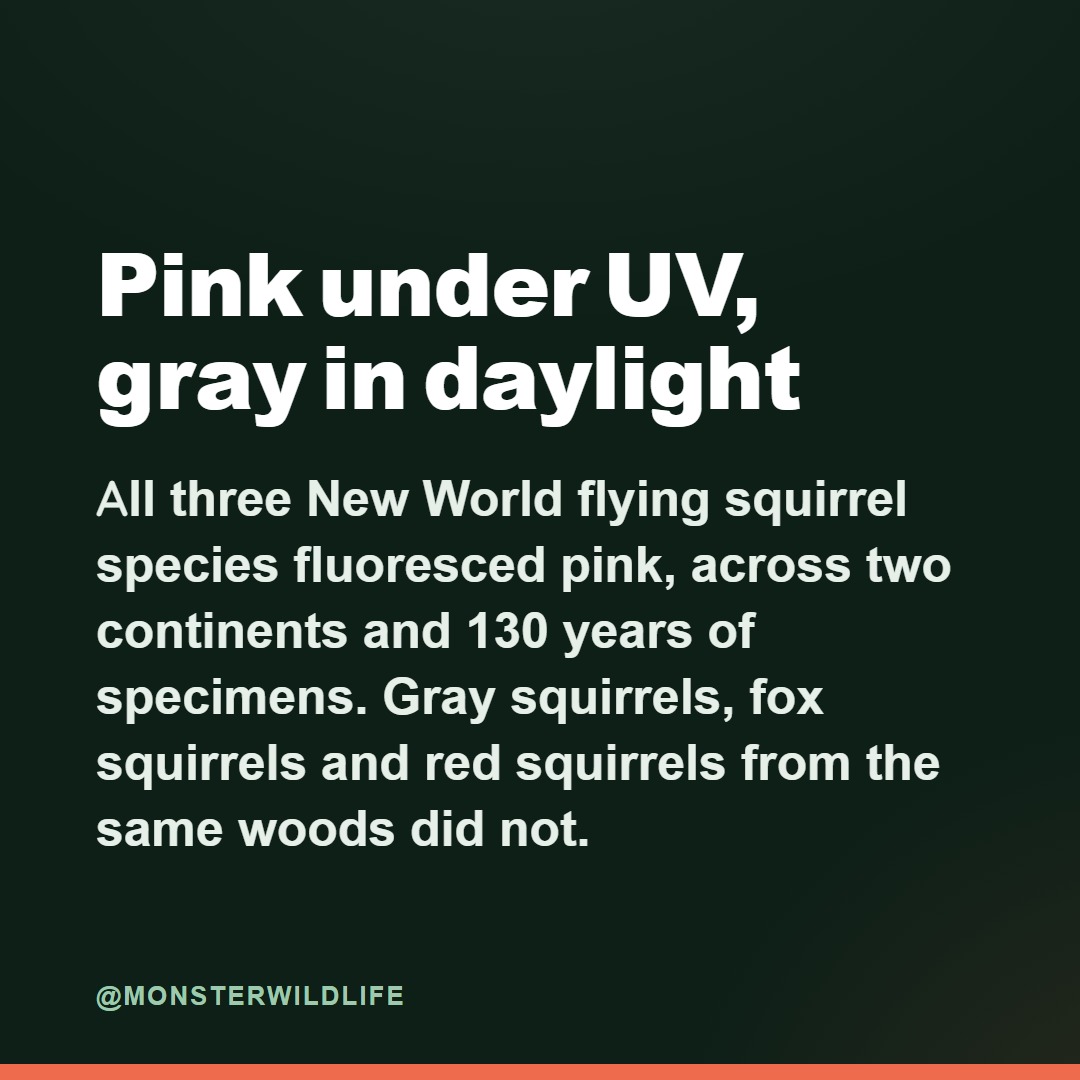 Pink under UV,
gray in daylight
All three New World flying squirrel
species fluoresced pink, across two
continents and 130 years of
specimens. Gray squirrels, fox
squirrels and red squirrels from the
same woods did not.
@MONSTERWILDLIFE